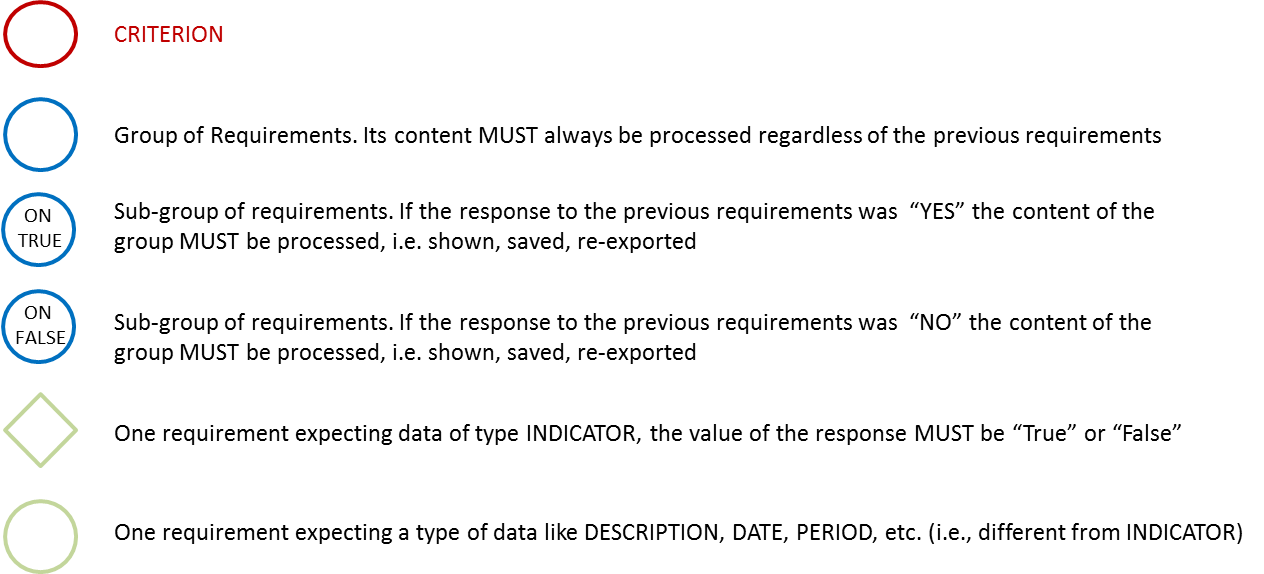 CRITERION
Group of Requirements. Its content MUST always be processed regardless of the previous requirements
ON
TRUE
Sub-group of requirements. If the response to the previous requirements was “YES” the content of the
group MUST be processed, i.e. shown, saved, re-exported
ON
FALSE
Sub-group of requirements. If the response to the previous requirements was “NO” the content of the
group MUST be processed, i.e. shown, saved, re-exported
One requirement expecting data of type INDICATOR, the value of the response MUST be “True” or “False”
One requirement expecting a type of data like DESCRIPTION, DATE, PERIOD, etc. (i.e., different from INDICATOR)